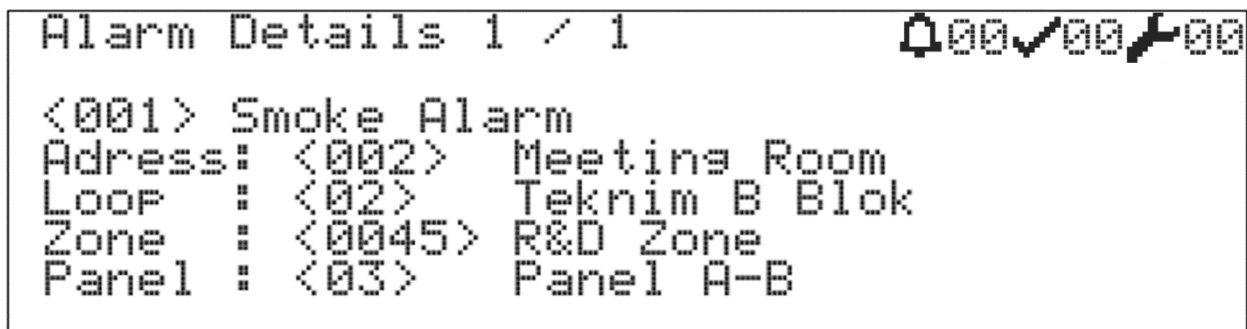 Alarm Details 1 / 1 00 00 00
<001> Smoke Alarm
Adress: <002> Meeting Room
Loop : <02> Teknim B Blok
Zone : <0045> R&D Zone
Panel : <03> Panel A-B